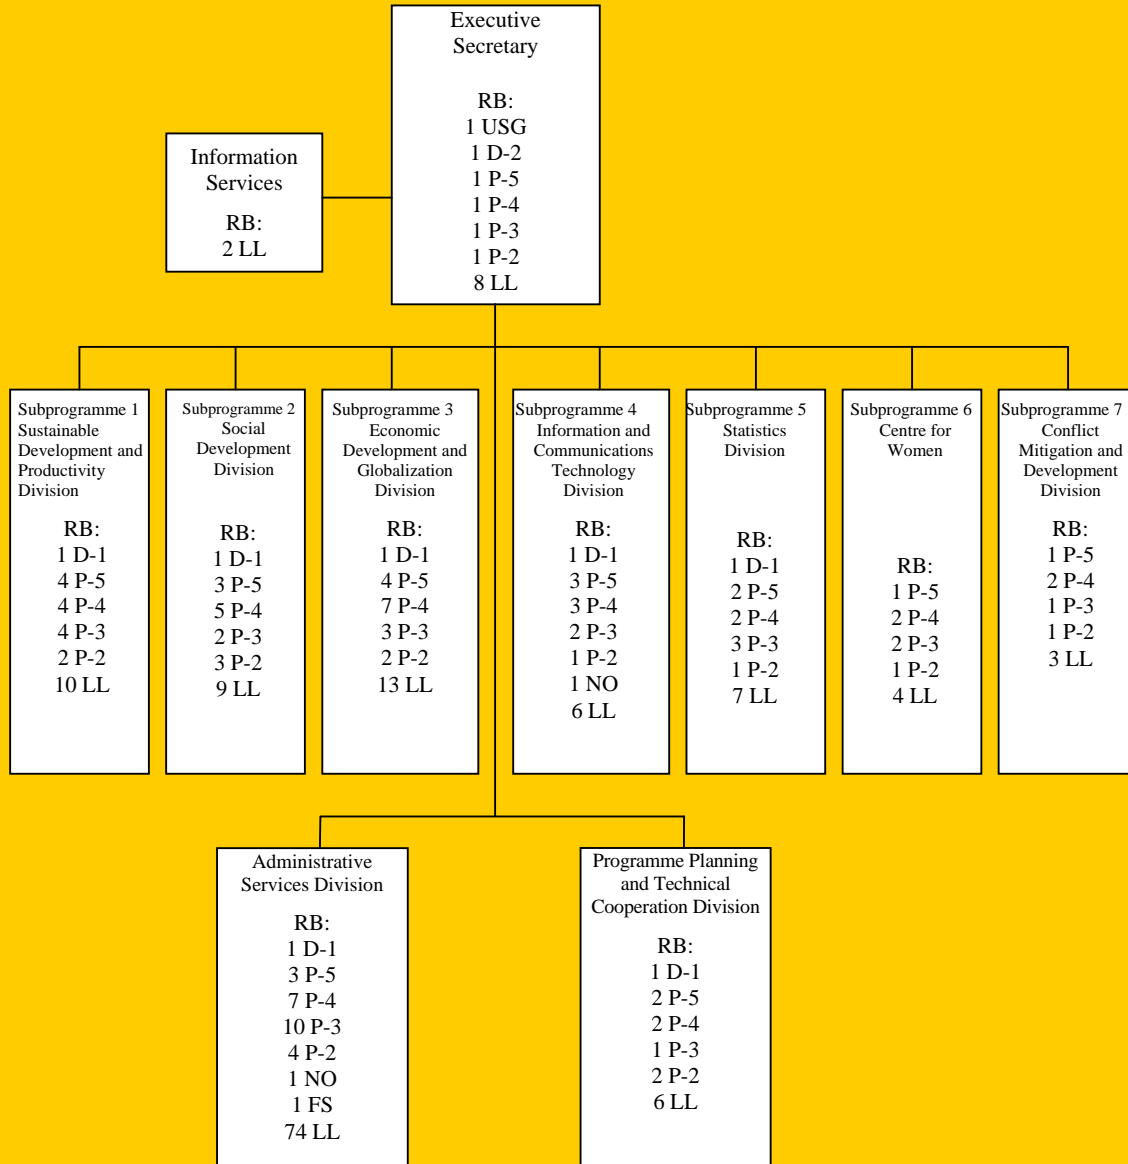 Executive
Secretary
RB:
1 USG
1 D-2
1 P-5
1 P-4
1 P-3
1 P-2
8 LL
Information
Services
RB:
2 LL
Subprogramme 1
Sustainable
Development and
Productivity
Division
RB:
1 D-1
4 P-5
4 P-4
4 P-3
2 P-2
10 LL
Subprogramme 2
Social
Development
Division
RB:
1 D-1
3 P-5
5 P-4
2 P-3
3 P-2
9 LL
Subprogramme 3
Economic
Development and
Globalization
Division
RB:
1 D-1
4 P-5
7 P-4
3 P-3
2 P-2
13 LL
Subprogramme 4
Information and
Communications
Technology
Division
RB:
1 D-1
3 P-5
3 P-4
2 P-3
1 P-2
1 NO
6 LL
Subprogramme 5
Statistics
Division
RB:
1 D-1
2 P-5
2 P-4
3 P-3
1 P-2
7 LL
Subprogramme 6
Centre for
Women
RB:
1 P-5
2 P-4
2 P-3
1 P-2
4 LL
Subprogramme 7
Conflict
Mitigation and
Development
Division
RB:
1 P-5
2 P-4
1 P-3
1 P-2
3 LL
Administrative
Services Division
RB:
1 D-1
3 P-5
7 P-4
10 P-3
4 P-2
1 NO
1 FS
74 LL
Programme Planning
and Technical
Cooperation Division
RB:
1 D-1
2 P-5
2 P-4
1 P-3
2 P-2
6 LL